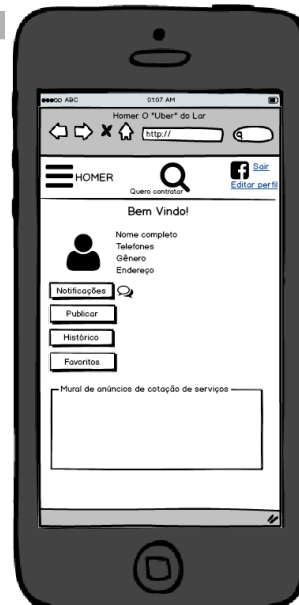 ABC 01:07 AM
Homer. O "Uber" do Lar
http://
HOMER
Quero contratar
Sair
Editar perfil
Bem Vindo!
Nome completo
Telefones
Gênero
Endereço
Notificações
Publicar
Histórico
Favoritos
Mural de anúncios de cotação de serviços